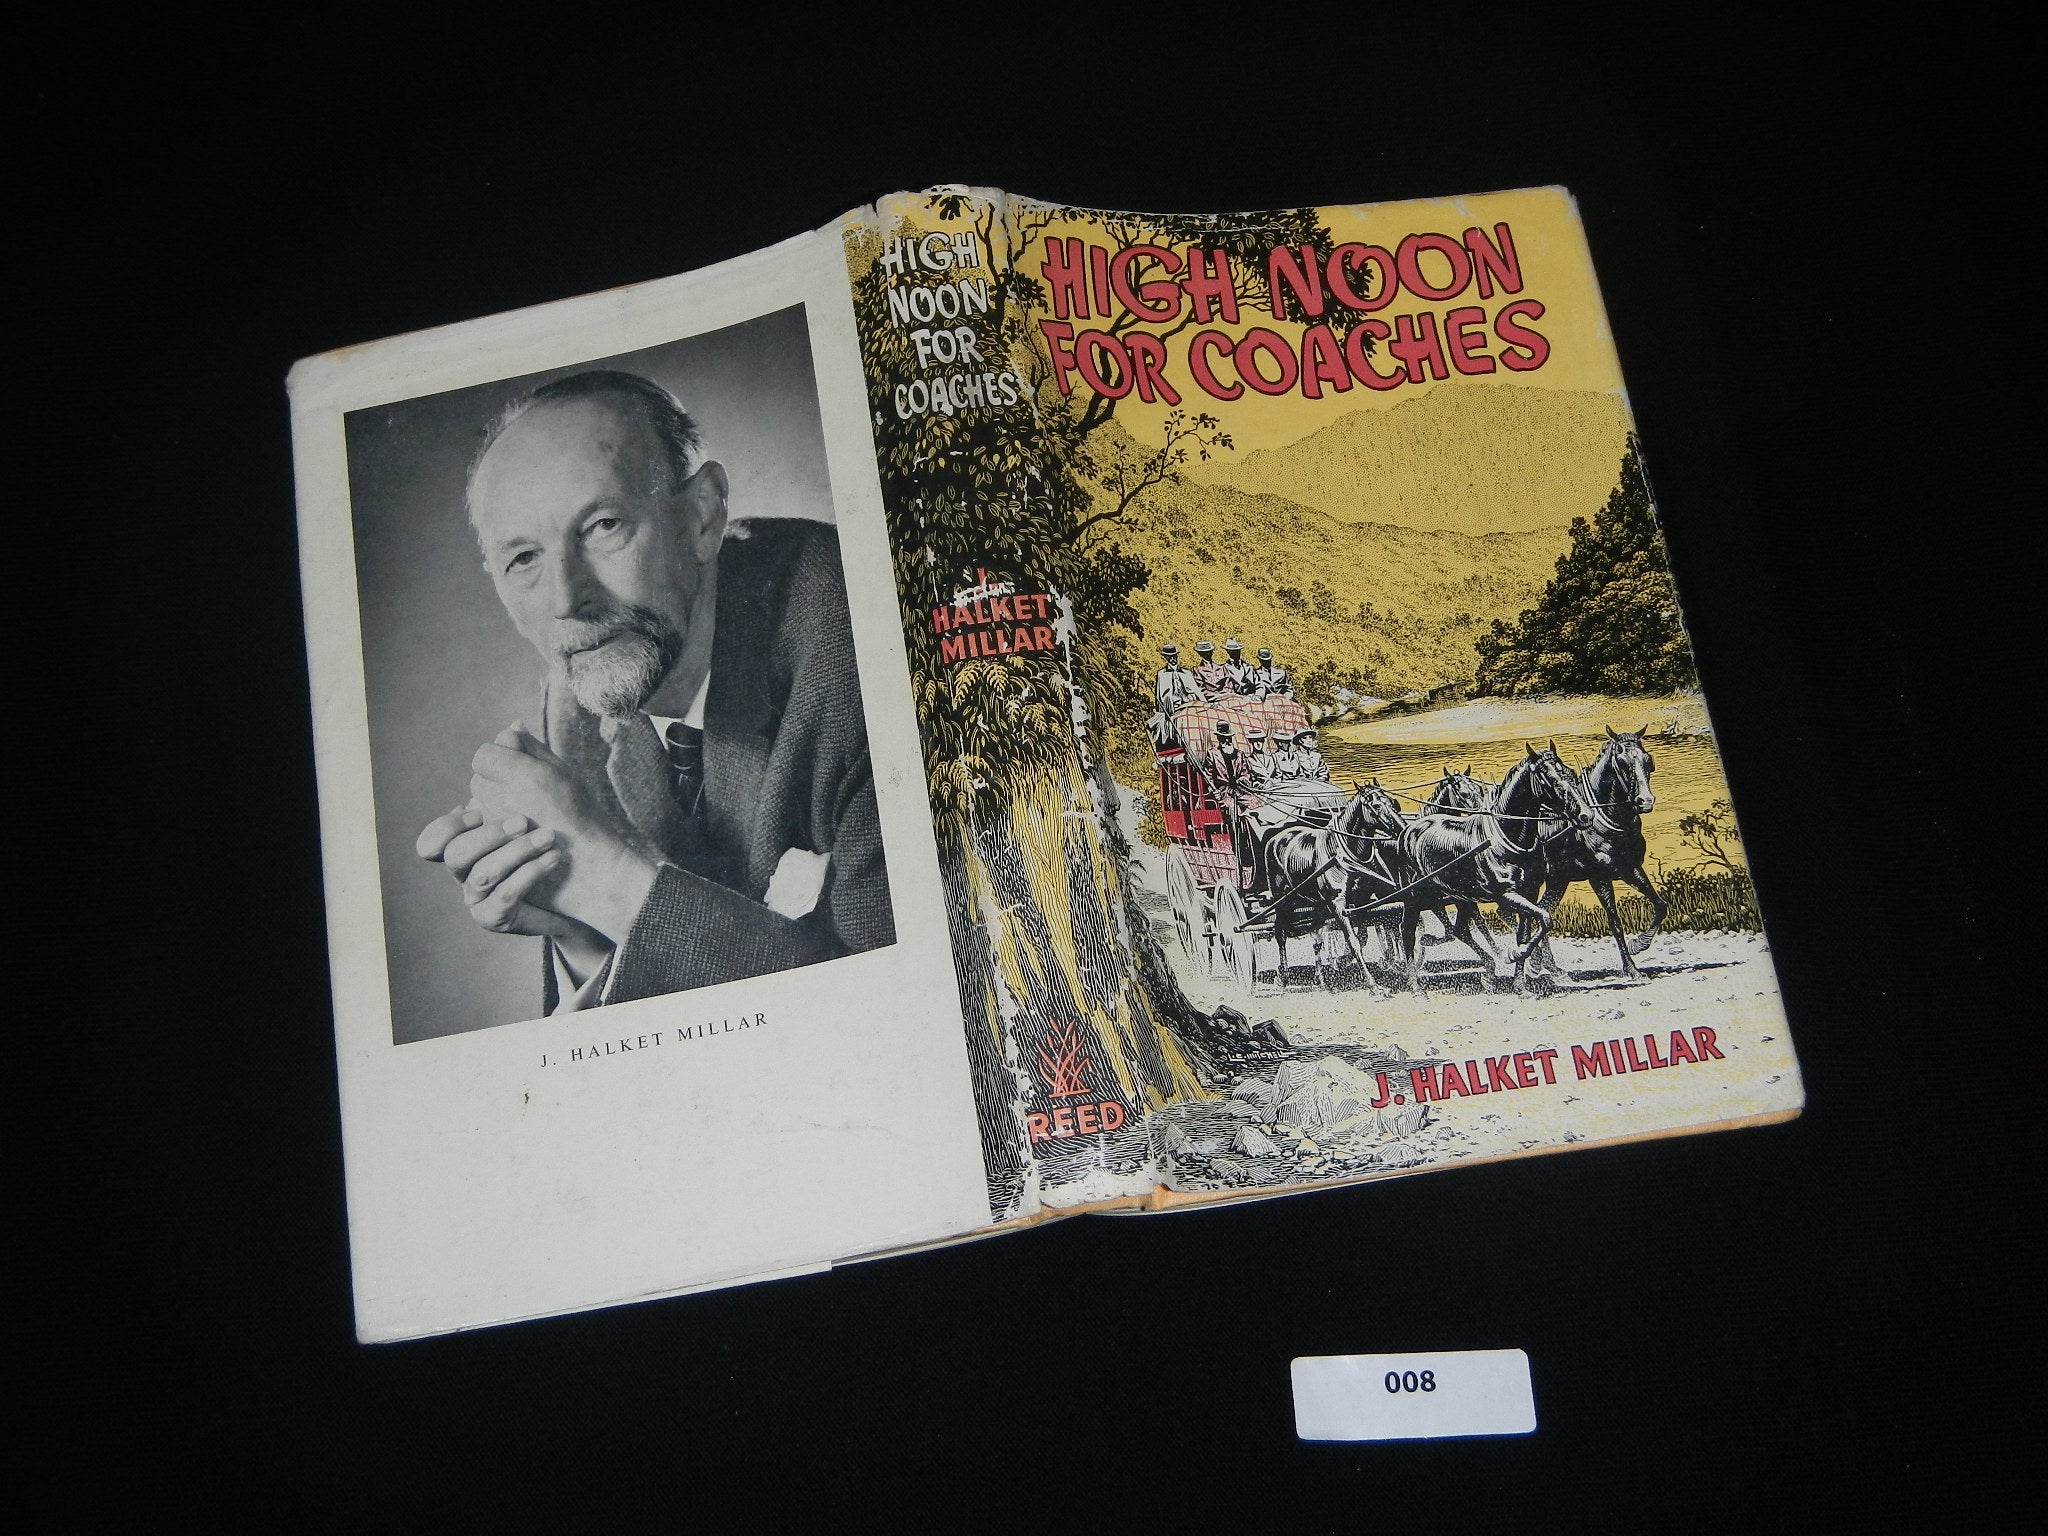 J. HALKET MILLAR
HIGH
NOON
FOR
COACHES
J.
HALKET
MILLAR
REED
HIGH NOON
FOR COACHES
J. HALKET MILLAR
008